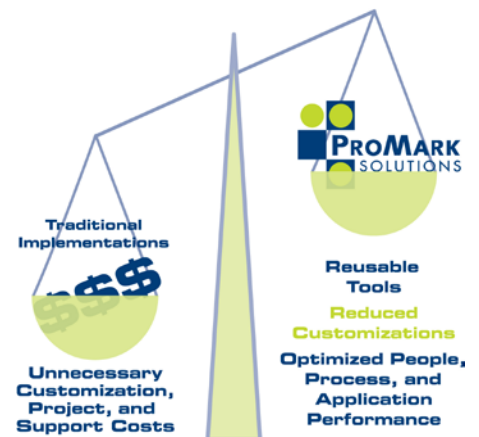 Traditional
Implementations
$$$
Unnecessary
Customization,
Project, and
Support Costs
PROMARK
SOLUTIONS
Reusable
Tools
Reduced
Customizations
Optimized People,
Process, and
Application
Performance